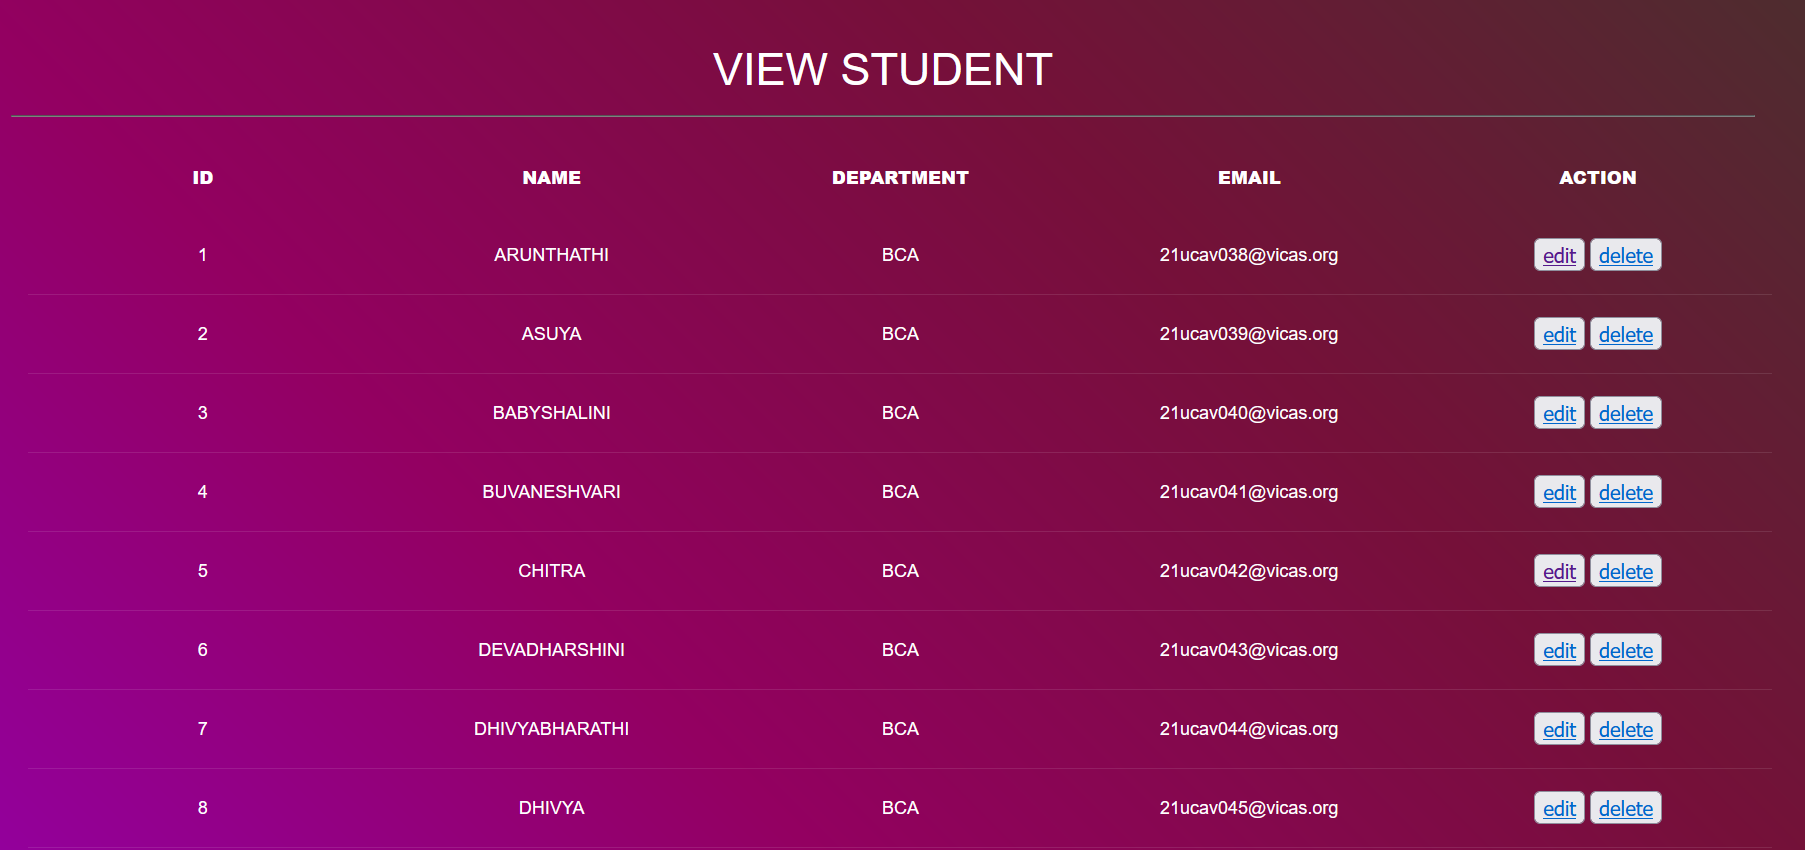 VIEW STUDENT
ID NAME DEPARTMENT EMAIL ACTION
1 ARUNTHATHI BCA 21ucav038@vicas.org edit delete
2 ASUYA BCA 21ucav039@vicas.org edit delete
3 BABYSHALINI BCA 21ucav040@vicas.org edit delete
4 BUVANESHVARI BCA 21ucav041@vicas.org edit delete
5 CHITRA BCA 21ucav042@vicas.org edit delete
6 DEVADHARSHINI BCA 21ucav043@vicas.org edit delete
7 DHIVYABHARATHI BCA 21ucav044@vicas.org edit delete
8 DHIVYA BCA 21ucav045@vicas.org edit delete